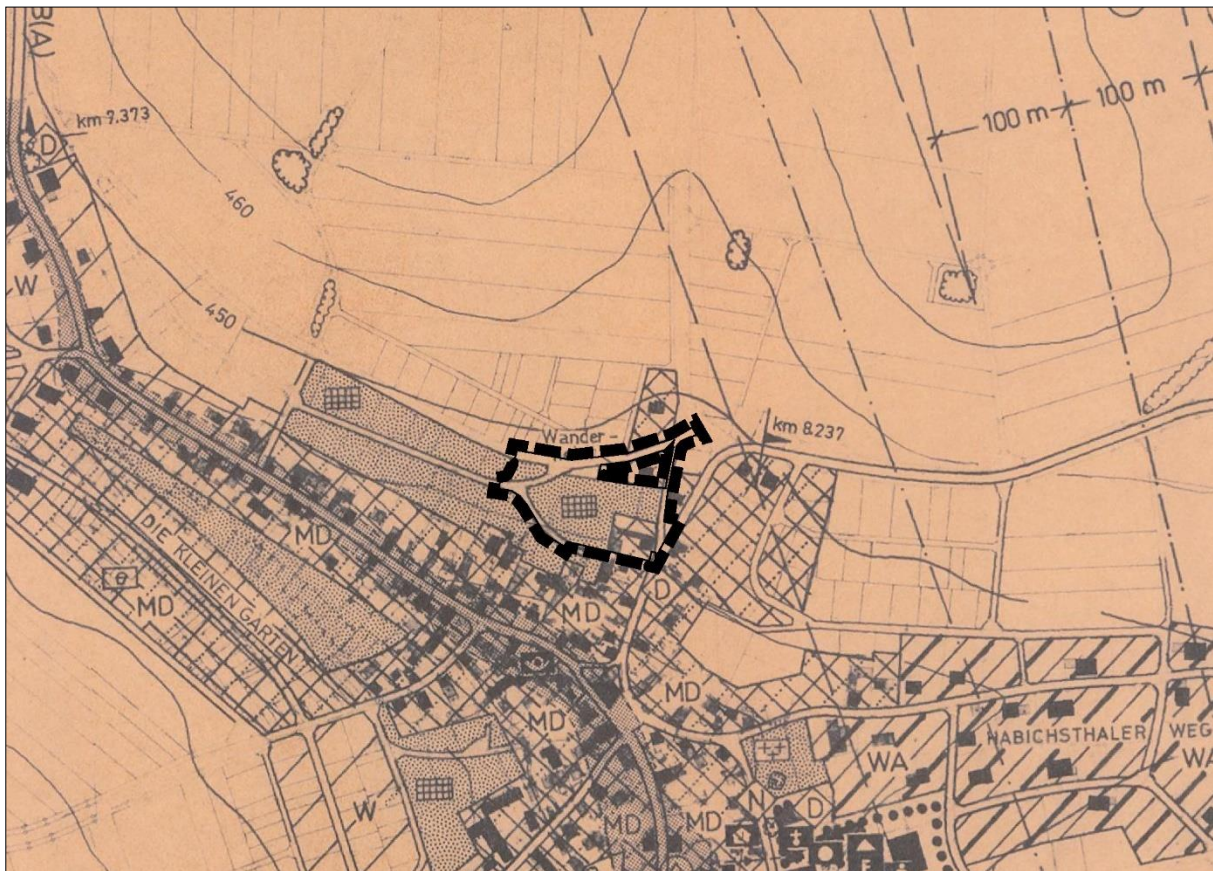 B(A)
100 m
100 m
km 7.373
D
460
W
450
Wander-
km 8.237
MD
DIE KLEINEN GÄRTEN
MD
D
MD
MD
MD
HABICHSTHALER
WEG
WA
WA
W
N
D
MD
MD
F